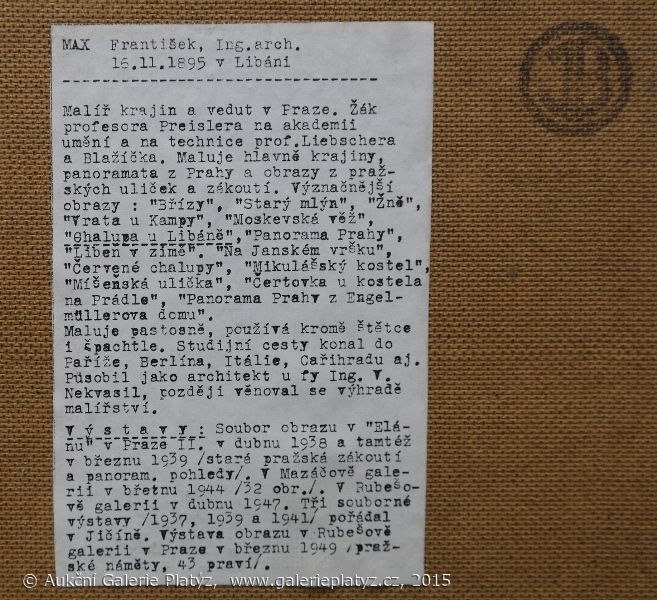 MAX František, Ing.arch.
16.11.1895 v Libáni
Malíř krajin a vedut v Praze. Žák
profesora Preislera na akademii
umění a na technice prof.Liebschera
a Blažíčka. Maluje hlavně krajiny,
panoramata z Prahy a obrazy z praž-
ských uliček a zákoutí. Význačnější
obrazy : "Břízy", "Starý mlýn", "Žně",
"Vrata u Kampy", "Moskevská věž",
"Chalupa u Libáně","Panorama Prahy",
"Libeň v zimě". "Na Janském vršku",
"Červené chalupy", "Mikulášský kostel",
"Míšeňská ulička", "Čertovka u kostela
na Prádle", "Panorama Prahy z Engel-
müllerova domu".
Maluje pastosně, používá kromě štětce
i špachtle. Studijní cesty konal do
Paříže, Berlína, Itálie, Cařihradu aj.
Působil jako architekt u fy Ing. V.
Nekvasil, později věnoval se výhradě
malířství.
V ý s t a v y : Soubor obrazu v "Elá-
nu" v Praze II. v dubnu 1938 a tamtéž
v březnu 1939 /stará pražská zákoutí
a panoram. pohledy/. V Mazáčově gale-
rii v břetnu 1944 /32 obr./. V Rubešo-
vě galerii v dubnu 1947. Tři souborné
výstavy /1937, 1939 a 1941/ pořádal
v Jičíně. Výstava obrazu v Rubešově
galerii v Praze v březnu 1949 /praž-
ské náměty, 43 praví/.
© Aukční Galerie Platýz, www.galerieplatyz.cz, 2015